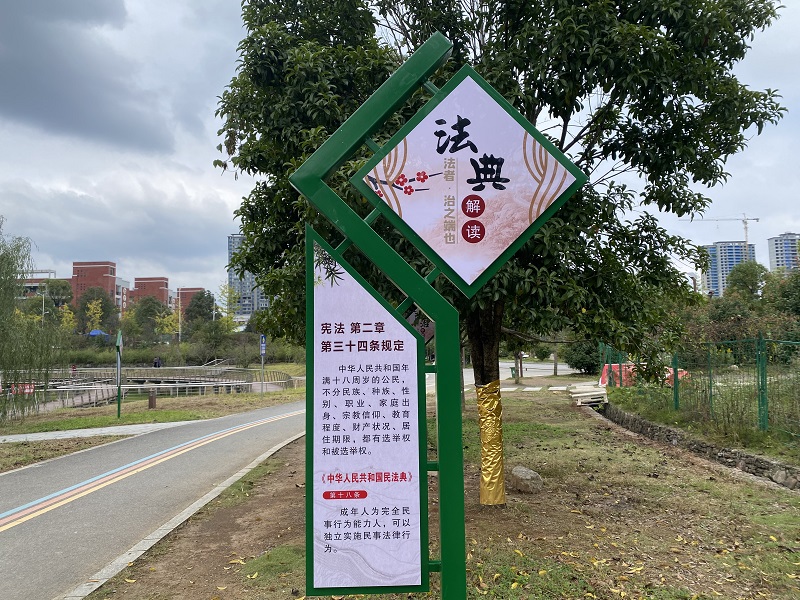 法典
法者·治之端也
解读
宪法 第二章
第三十四条规定
中华人民共和国年
满十八周岁的公民，
不分民族、种族、性
别、职业、家庭出
身、宗教信仰、教育
程度、财产状况、居
住期限，都有选举权
和被选举权。
《中华人民共和国民法典》
第十八条
成年人为完全民
事行为能力人，可以
独立实施民事法律行
为。